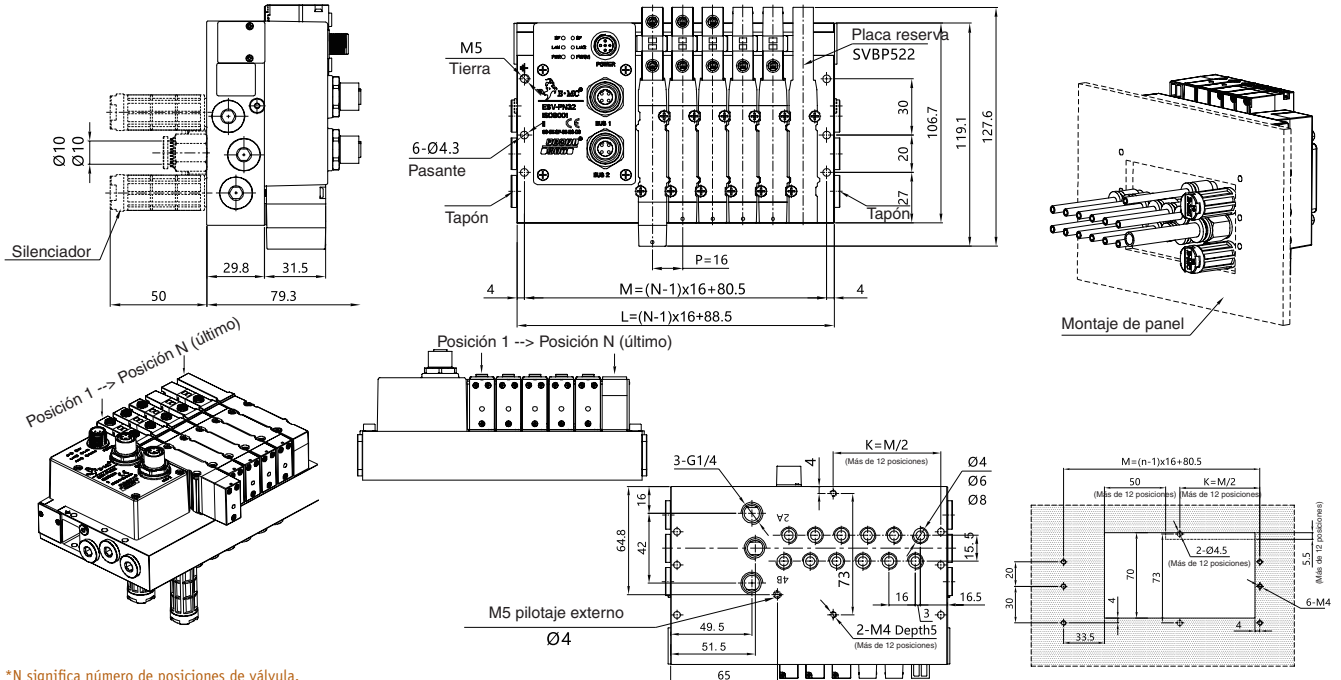 Ø10
Ø10
Silenciador
29.8
31.5
50
79.3
M5
Tierra
6-Ø4.3
Pasante
Tapón
POWER
E·MC®
ESV-PN32
ISO9001
BUS 1
BUS 2
Placa reserva
SVBP522
30
20
27
106.7
119.1
127.6
Tapón
P=16
4
M=(N-1)x16+80.5
4
L=(N-1)x16+88.5
Montaje de panel
Posición 1 --> Posición N (último)
Posición 1 --> Posición N (último)
3-G1/4
4
K=M/2
(Más de 12 posiciones)
Ø4
Ø6
Ø8
16
64.8
42
2A
4B
73
15.5
16
3
16.5
M5 pilotaje externo
Ø4
49.5
51.5
65
2-M4 Depth5
(Más de 12 posiciones)
M=(n-1)x16+80.5
50
K=M/2
(Más de 12 posiciones)
(Más de 12 posiciones)
2-Ø4.5
(Más de 12 posiciones)
5.5
(Más de 12 posiciones)
20
30
70
73
4
4
6-M4
33.5
*N significa número de posiciones de válvula.